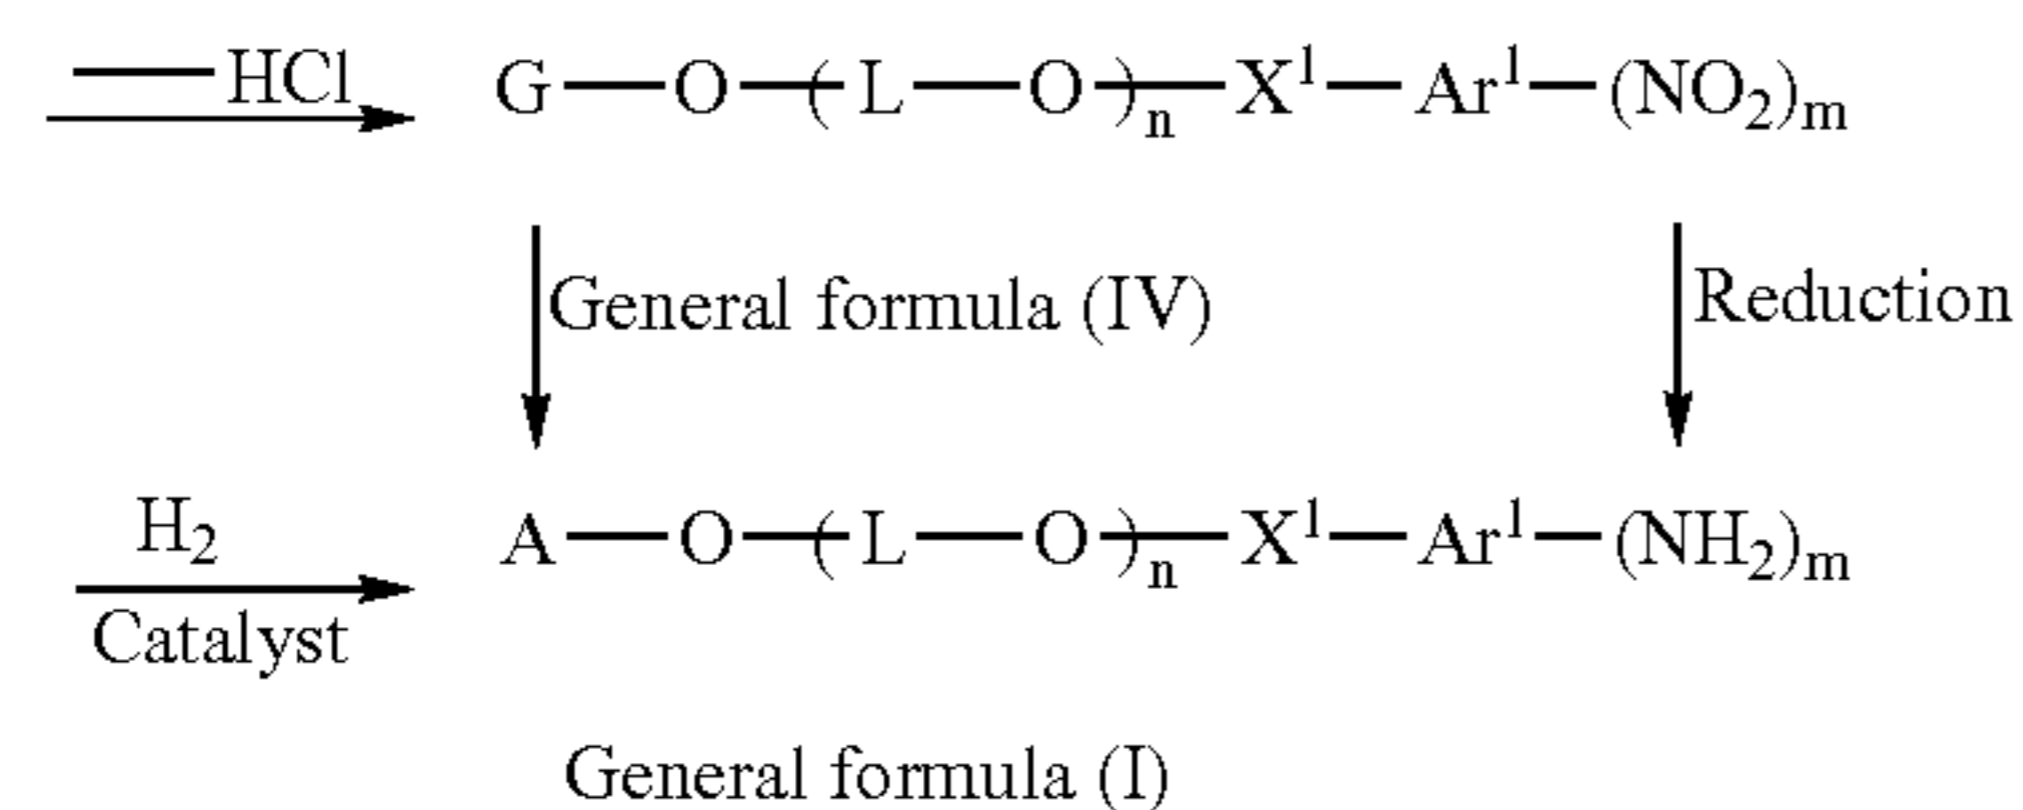 —HCl G—O—(L—O)n—X¹—Ar¹—(NO₂)m
General formula (IV) Reduction
H₂ A—O—(L—O)n—X¹—Ar¹—(NH₂)m
Catalyst
General formula (I)